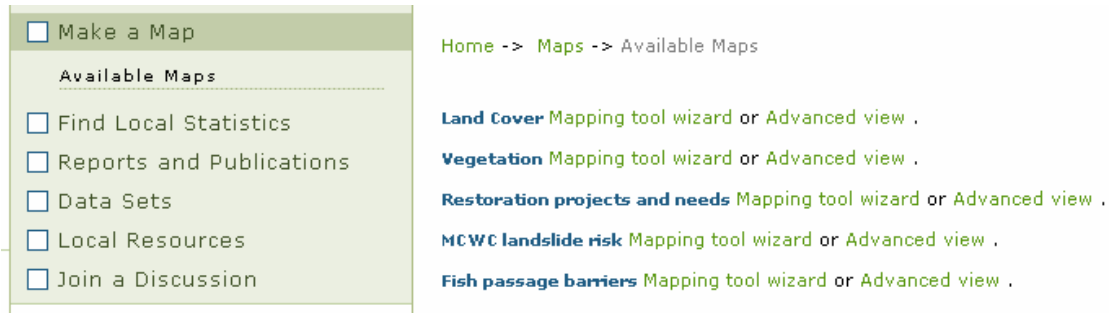 Make a Map
Available Maps
Find Local Statistics
Reports and Publications
Data Sets
Local Resources
Join a Discussion
Home -> Maps -> Available Maps
Land Cover Mapping tool wizard or Advanced view .
Vegetation Mapping tool wizard or Advanced view .
Restoration projects and needs Mapping tool wizard or Advanced view .
MCWC landslide risk Mapping tool wizard or Advanced view .
Fish passage barriers Mapping tool wizard or Advanced view .